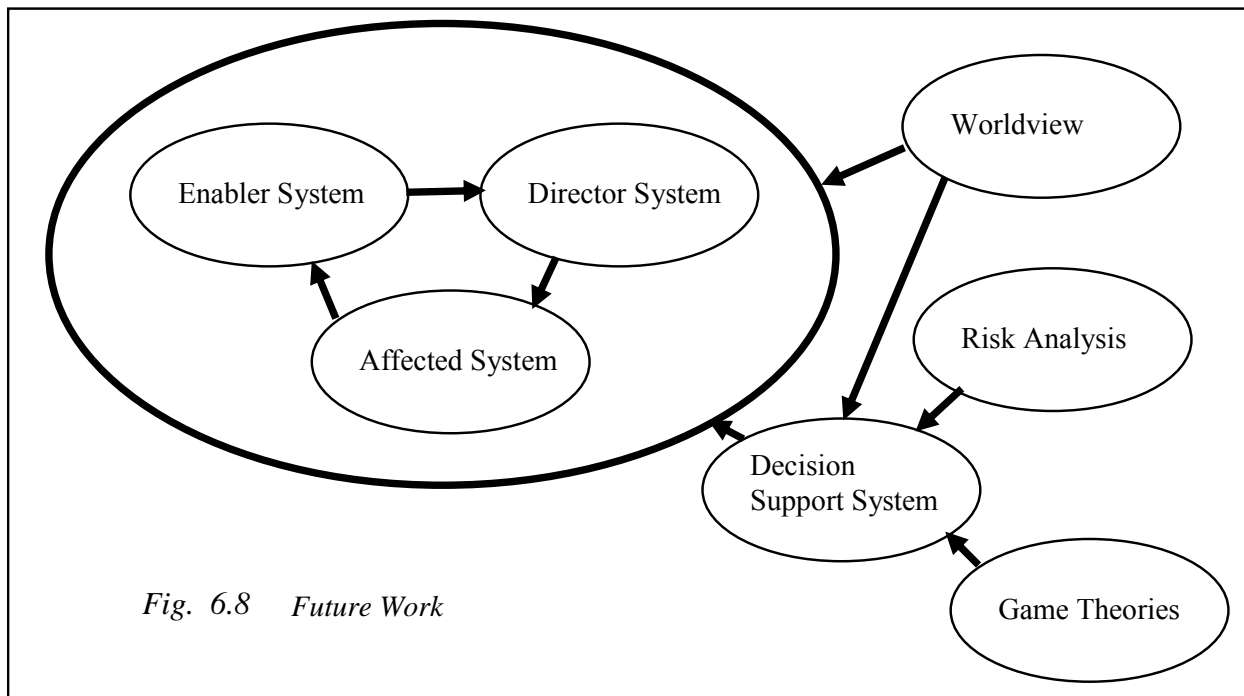 Worldview
Enabler System
Director System
Risk Analysis
Affected System
Decision
Support System
Fig. 6.8 Future Work
Game Theories